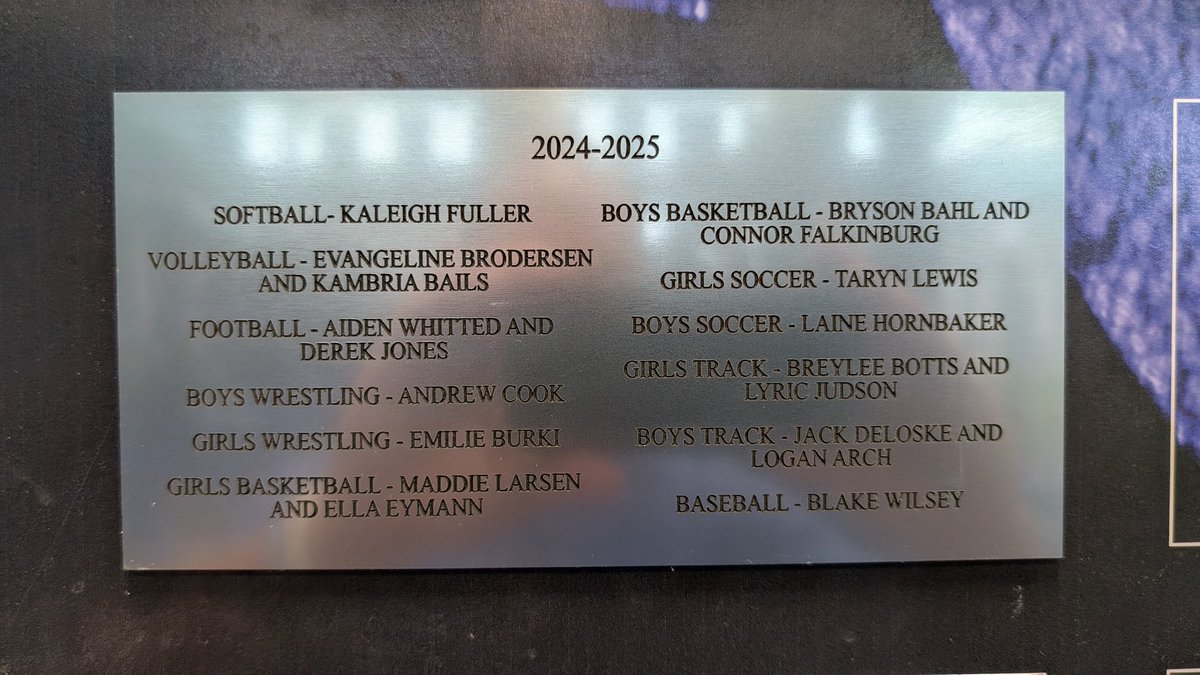 2024-2025
SOFTBALL- KALEIGH FULLER
VOLLEYBALL - EVANGELINE BRODERSEN
AND KAMBRIA BAILS
FOOTBALL - AIDEN WHITTED AND
DEREK JONES
BOYS WRESTLING - ANDREW COOK
GIRLS WRESTLING - EMILIE BURKI
GIRLS BASKETBALL - MADDIE LARSEN
AND ELLA EYMANN
BOYS BASKETBALL - BRYSON BAHL AND
CONNOR FALKINBURG
GIRLS SOCCER - TARYN LEWIS
BOYS SOCCER - LAINE HORNBAKER
GIRLS TRACK - BREYLEE BOTTS AND
LYRIC JUDSON
BOYS TRACK - JACK DELOSKE AND
LOGAN ARCH
BASEBALL - BLAKE WILSEY